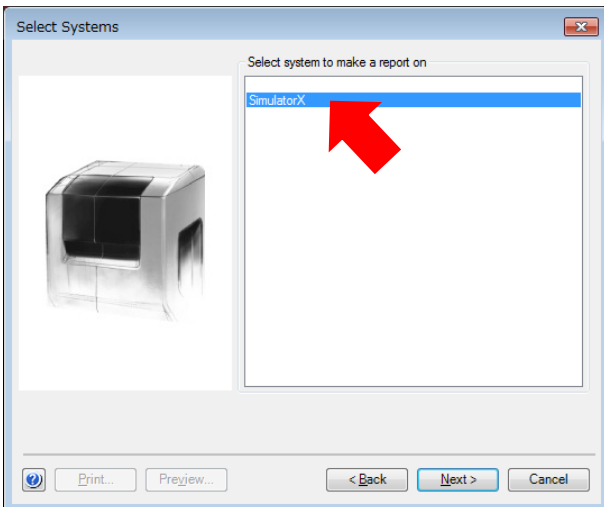 Select Systems
Select system to make a report on
SimulatorX
Print... Preview... < Back Next > Cancel